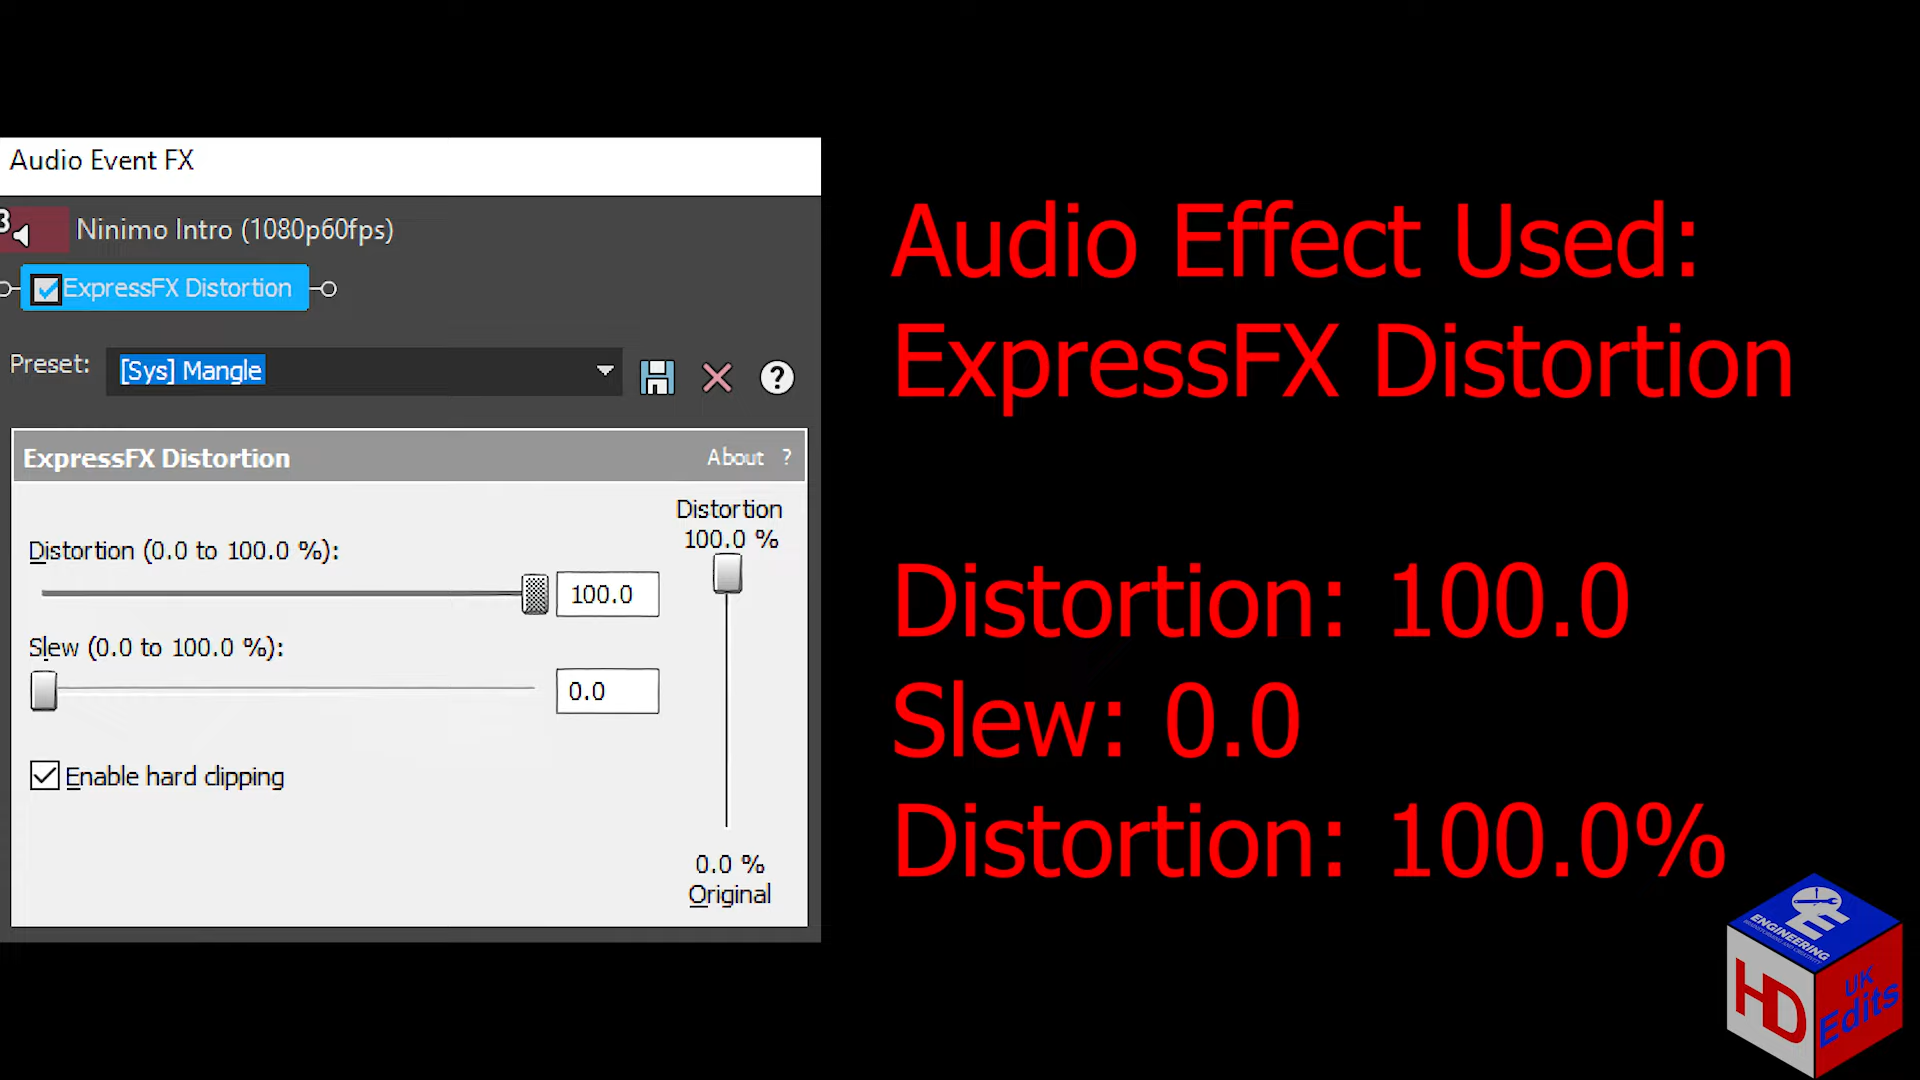 Audio Event FX
3
Ninimo Intro (1080p60fps)
ExpressFX Distortion
Preset:
[Sys] Mangle
?
ExpressFX Distortion
About ?
Distortion
100.0 %
Distortion (0.0 to 100.0 %):
100.0
Slew (0.0 to 100.0 %):
0.0
Enable hard clipping
0.0 %
Original
Audio Effect Used:
ExpressFX Distortion
Distortion: 100.0
Slew: 0.0
Distortion: 100.0%
E
ENGINEERING
HD
UK
Edits